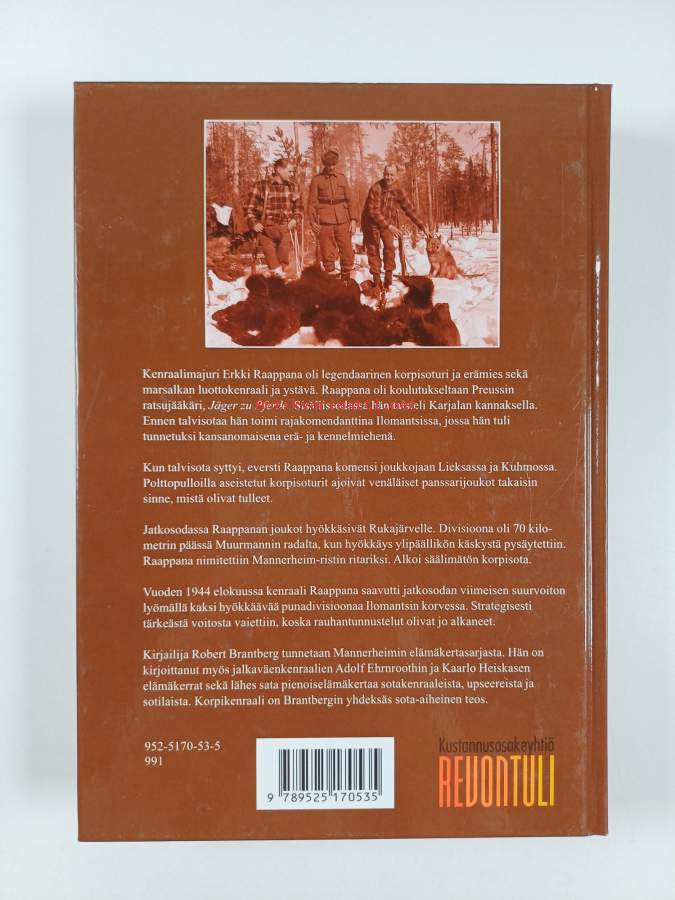 Kenraalimajuri Erkki Raappana oli legendaarinen korpisoturi ja erämies sekä
marsalkan luottokenraali ja ystävä. Raappana oli koulutukseltaan Preussin
ratsujääkäri, Jäger zu Pferde. Sisällissodassa hän taisteli Karjalan kannaksella.
Ennen talvisotaa hän toimi rajakomendanttina Ilomantsissa, jossa hän tuli
tunnetuksi kansanomaisena erä- ja kennelmiehenä.
Kun talvisota syttyi, eversti Raappana komensi joukkojaan Lieksassa ja Kuhmossa.
Polttopulloilla aseistetut korpisoturit ajoivat venäläiset panssarijoukot takaisin
sinne, mistä olivat tulleet.
Jatkosodassa Raappanan joukot hyökkäsivät Rukajärvelle. Divisioona oli 70 kilo-
metrin päässä Muurmannin radalta, kun hyökkäys ylipäällikön käskystä pysäytettiin.
Raappana nimitettiin Mannerheim-ristin ritariksi. Alkoi säälimätön korpisota.
Vuoden 1944 elokuussa kenraali Raappana saavutti jatkosodan viimeisen suurvoiton
lyömällä kaksi hyökkäävää punadivisioonaa Ilomantsin korvessa. Strategisesti
tärkeästä voitosta vaiettiin, koska rauhantunnustelut olivat jo alkaneet.
Kirjailija Robert Brantberg tunnetaan Mannerheimin elämäkertasarjasta. Hän on
kirjoittanut myös jalkaväenkenraalien Adolf Ehrnroothin ja Kaarlo Heiskasen
elämäkerrat sekä lähes sata pienoiselämäkertaa sotakenraaleista, upseereista ja
sotilaista. Korpikenraali on Brantbergin yhdeksäs sota-aiheinen teos.
952-5170-53-5
991
9 789525 170535
Kustannusosakeyhtiö
REVONTULI